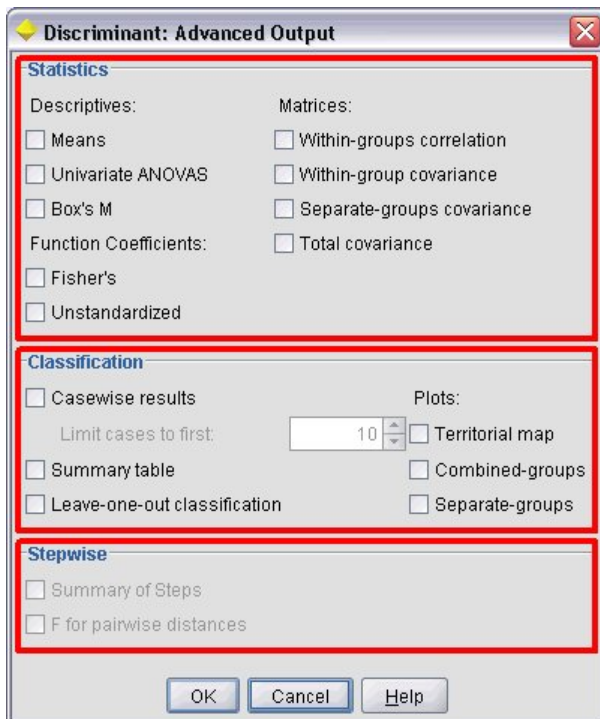 Discriminant: Advanced Output
Statistics
Descriptives:
Means
Univariate ANOVAS
Box's M
Function Coefficients:
Fisher's
Unstandardized
Matrices:
Within-groups correlation
Within-group covariance
Separate-groups covariance
Total covariance
Classification
Casewise results
Limit cases to first: 10
Summary table
Leave-one-out classification
Plots:
Territorial map
Combined-groups
Separate-groups
Stepwise
Summary of Steps
F for pairwise distances
OK Cancel Help